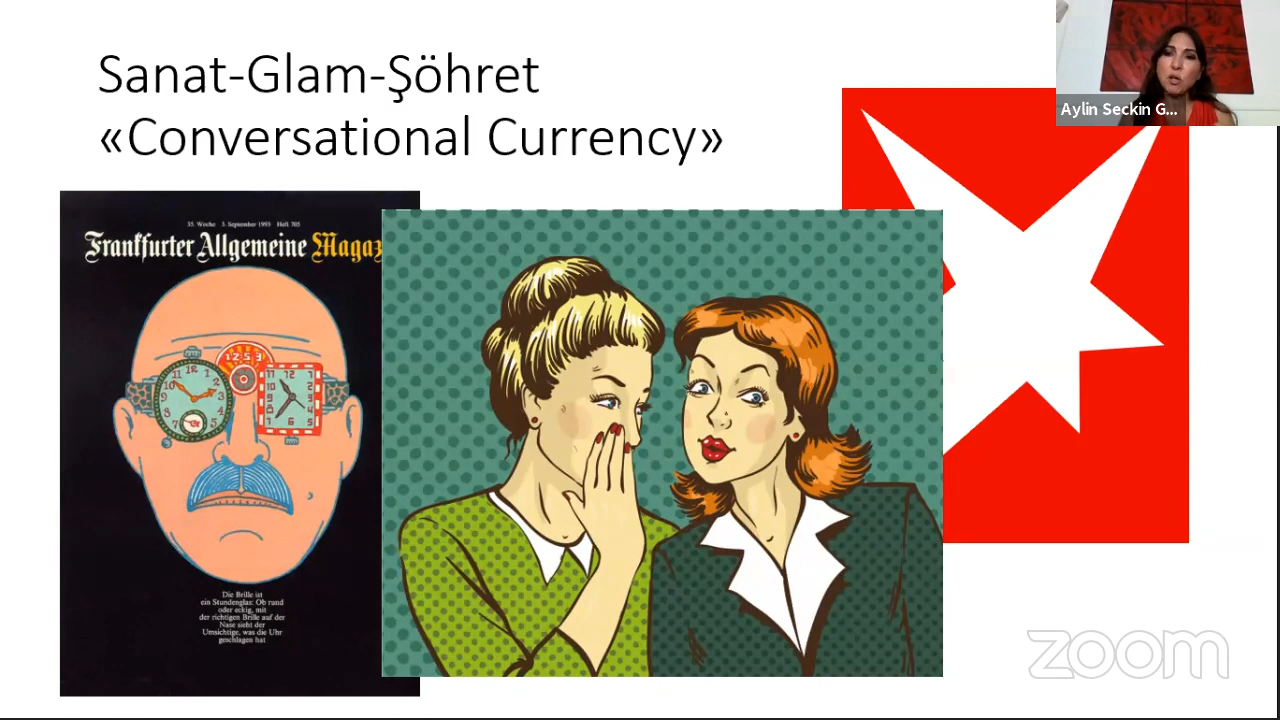 Sanat-Glam-Şöhret
«Conversational Currency»
Aylin Seckin G...
35. Woche 3. September 1993 Heft 705
Frankfurter Allgemeine Magaz
Die Brille ist
ein Stundenglas: Ob rund
oder eckig, mit
der richtigen Brille auf der
Nase sieht der
Umsichtige, was die Uhr
geschlagen hat
zoom